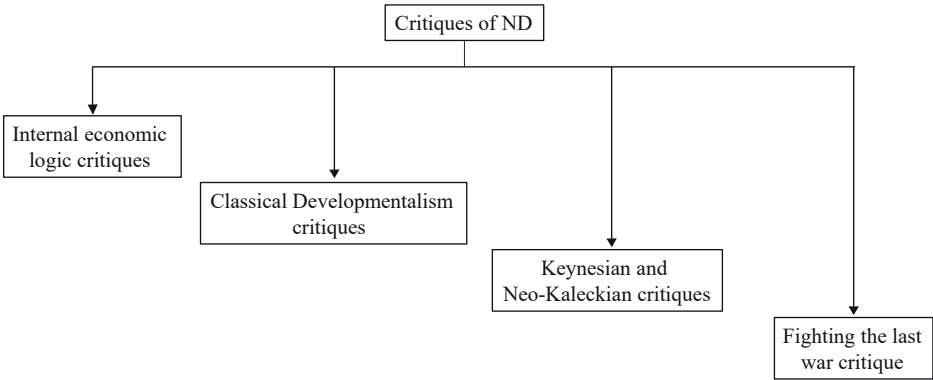 Critiques of ND
Internal economic
logic critiques
Classical Developmentalism
critiques
Keynesian and
Neo-Kaleckian critiques
Fighting the last
war critique